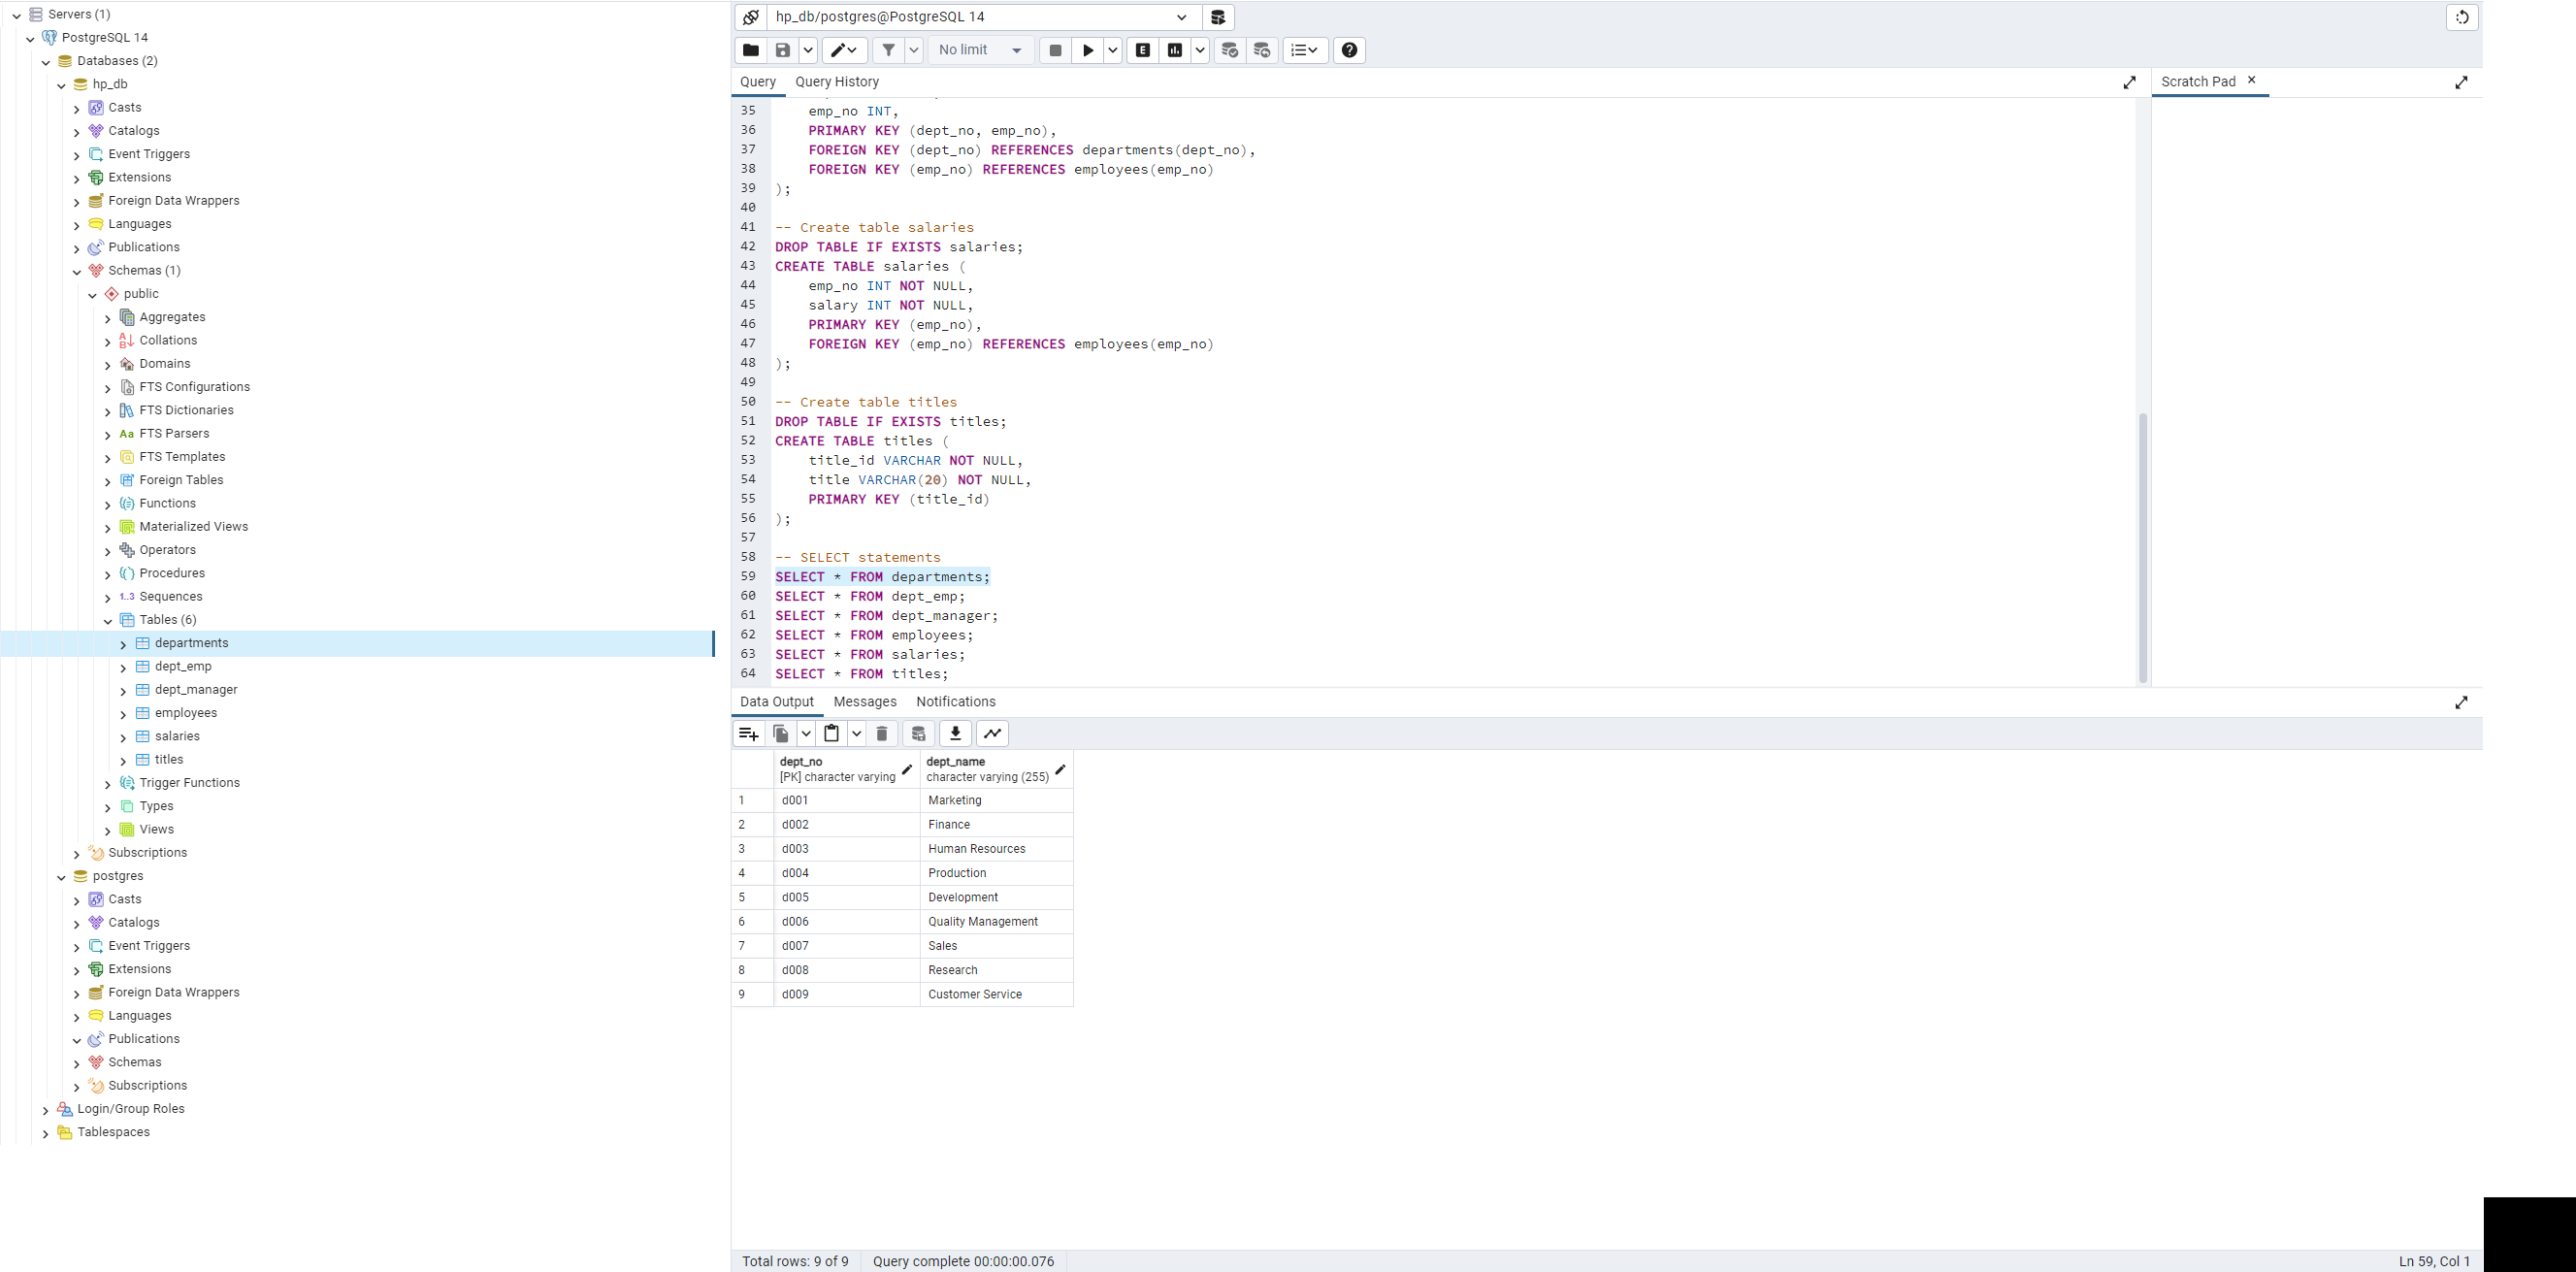 Servers (1)
PostgreSQL 14
Databases (2)
hp_db
Casts
Catalogs
Event Triggers
Extensions
Foreign Data Wrappers
Languages
Publications
Schemas (1)
public
Aggregates
Collations
Domains
FTS Configurations
FTS Dictionaries
Aa FTS Parsers
FTS Templates
Foreign Tables
Functions
Materialized Views
Operators
Procedures
1..3 Sequences
Tables (6)
departments
dept_emp
dept_manager
employees
salaries
titles
Trigger Functions
Types
Views
Subscriptions
postgres
Casts
Catalogs
Event Triggers
Extensions
Foreign Data Wrappers
Languages
Publications
Schemas
Subscriptions
Login/Group Roles
Tablespaces
hp_db/postgres@PostgreSQL 14
No limit
E
Query Query History
Scratch Pad
35 emp_no INT,
36 PRIMARY KEY (dept_no, emp_no),
37 FOREIGN KEY (dept_no) REFERENCES departments(dept_no),
38 FOREIGN KEY (emp_no) REFERENCES employees(emp_no)
39 );
40
41 -- Create table salaries
42 DROP TABLE IF EXISTS salaries;
43 CREATE TABLE salaries (
44 emp_no INT NOT NULL,
45 salary INT NOT NULL,
46 PRIMARY KEY (emp_no),
47 FOREIGN KEY (emp_no) REFERENCES employees(emp_no)
48 );
49
50 -- Create table titles
51 DROP TABLE IF EXISTS titles;
52 CREATE TABLE titles (
53 title_id VARCHAR NOT NULL,
54 title VARCHAR(20) NOT NULL,
55 PRIMARY KEY (title_id)
56 );
57
58 -- SELECT statements
59 SELECT * FROM departments;
60 SELECT * FROM dept_emp;
61 SELECT * FROM dept_manager;
62 SELECT * FROM employees;
63 SELECT * FROM salaries;
64 SELECT * FROM titles;
Data Output Messages Notifications
dept_no dept_name
[PK] character varying character varying (255)
1 d001 Marketing
2 d002 Finance
3 d003 Human Resources
4 d004 Production
5 d005 Development
6 d006 Quality Management
7 d007 Sales
8 d008 Research
9 d009 Customer Service
Total rows: 9 of 9 Query complete 00:00:00.076 Ln 59, Col 1